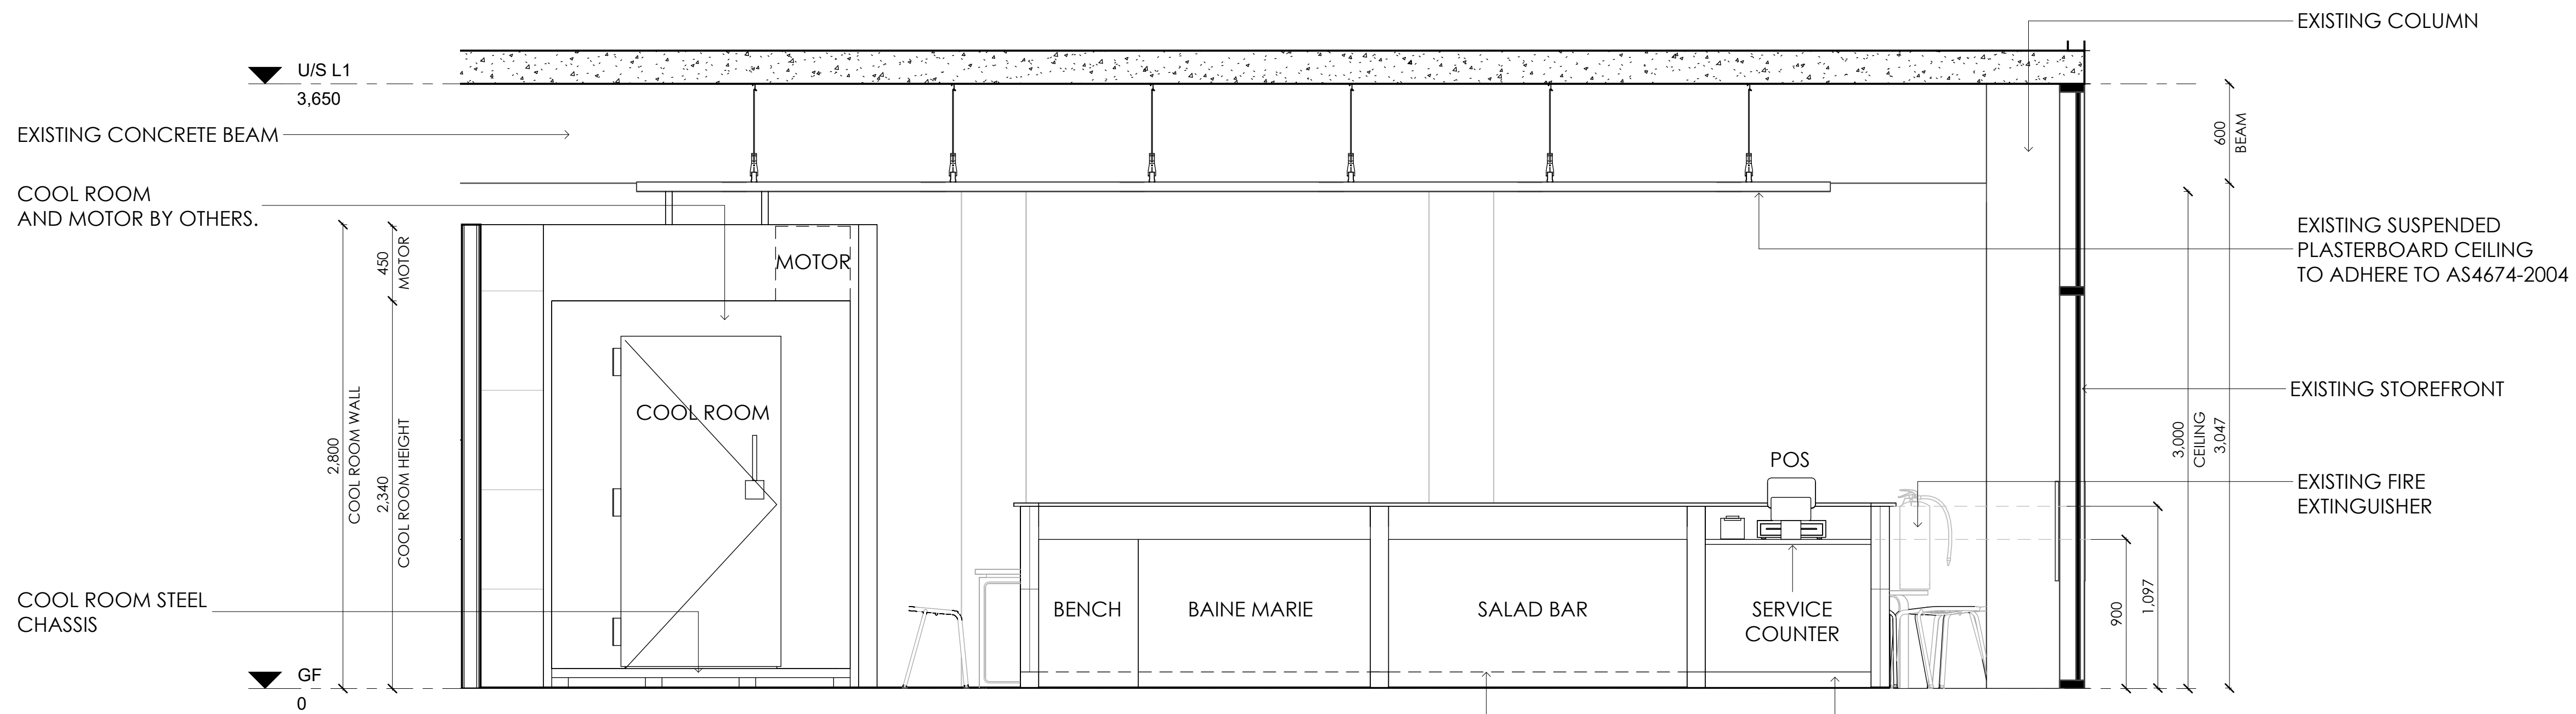 EXISTING COLUMN
U/S L1
3,650
EXISTING CONCRETE BEAM
600
BEAM
COOL ROOM
AND MOTOR BY OTHERS.
EXISTING SUSPENDED
PLASTERBOARD CEILING
TO ADHERE TO AS4674-2004
450
MOTOR
MOTOR
EXISTING STOREFRONT
COOL ROOM
2,800
COOL ROOM WALL
2,340
COOL ROOM HEIGHT
3,000
CEILING
3,047
POS
EXISTING FIRE
EXTINGUISHER
COOL ROOM STEEL
CHASSIS
BENCH
BAINE MARIE
SALAD BAR
SERVICE
COUNTER
900
1,097
GF
0